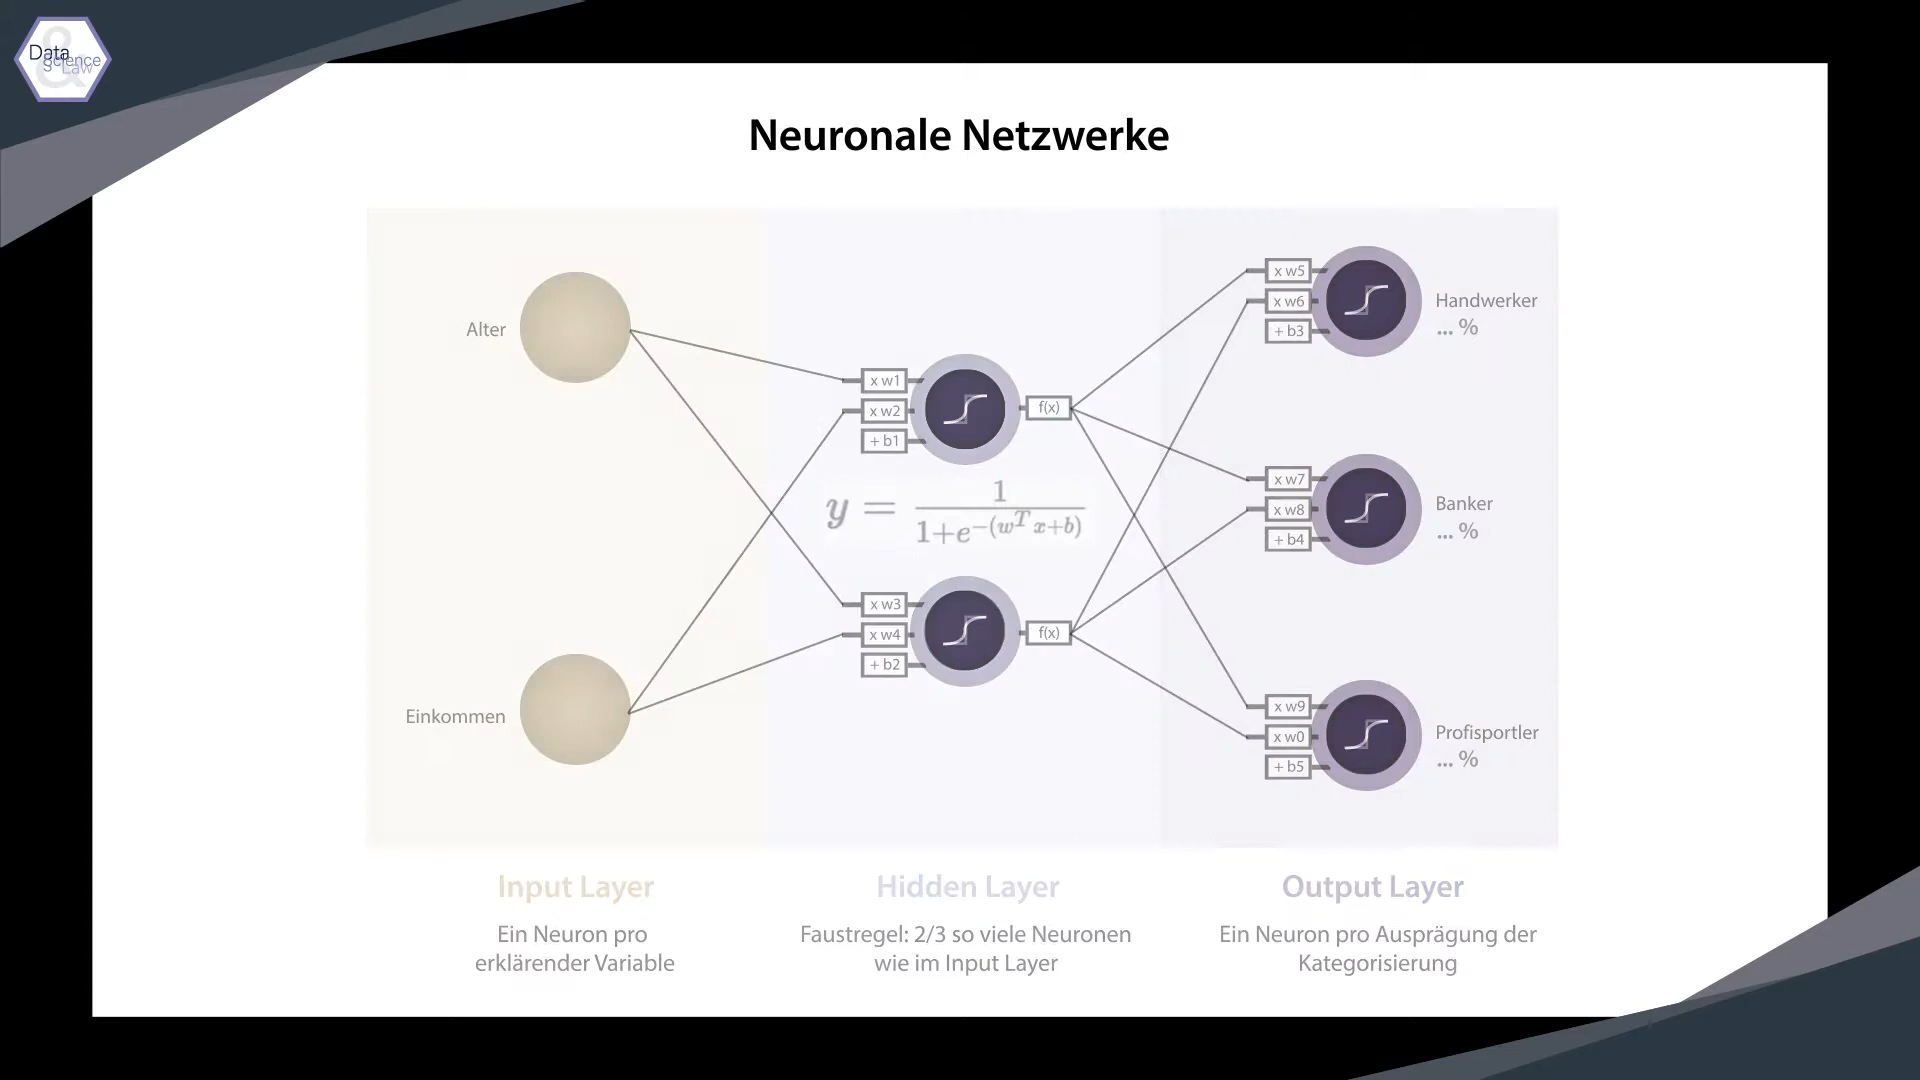 Data
Science
& Law
Neuronale Netzwerke
Alter
Einkommen
x w1
x w2
+ b1
f(x)
y = 1 / 1+e^−(w^T x+b)
x w3
x w4
+ b2
f(x)
x w5
x w6
+ b3
Handwerker
... %
x w7
x w8
+ b4
Banker
... %
x w9
x w0
+ b5
Profisportler
... %
Input Layer
Ein Neuron pro
erklärender Variable
Hidden Layer
Faustregel: 2/3 so viele Neuronen
wie im Input Layer
Output Layer
Ein Neuron pro Ausprägung der
Kategorisierung